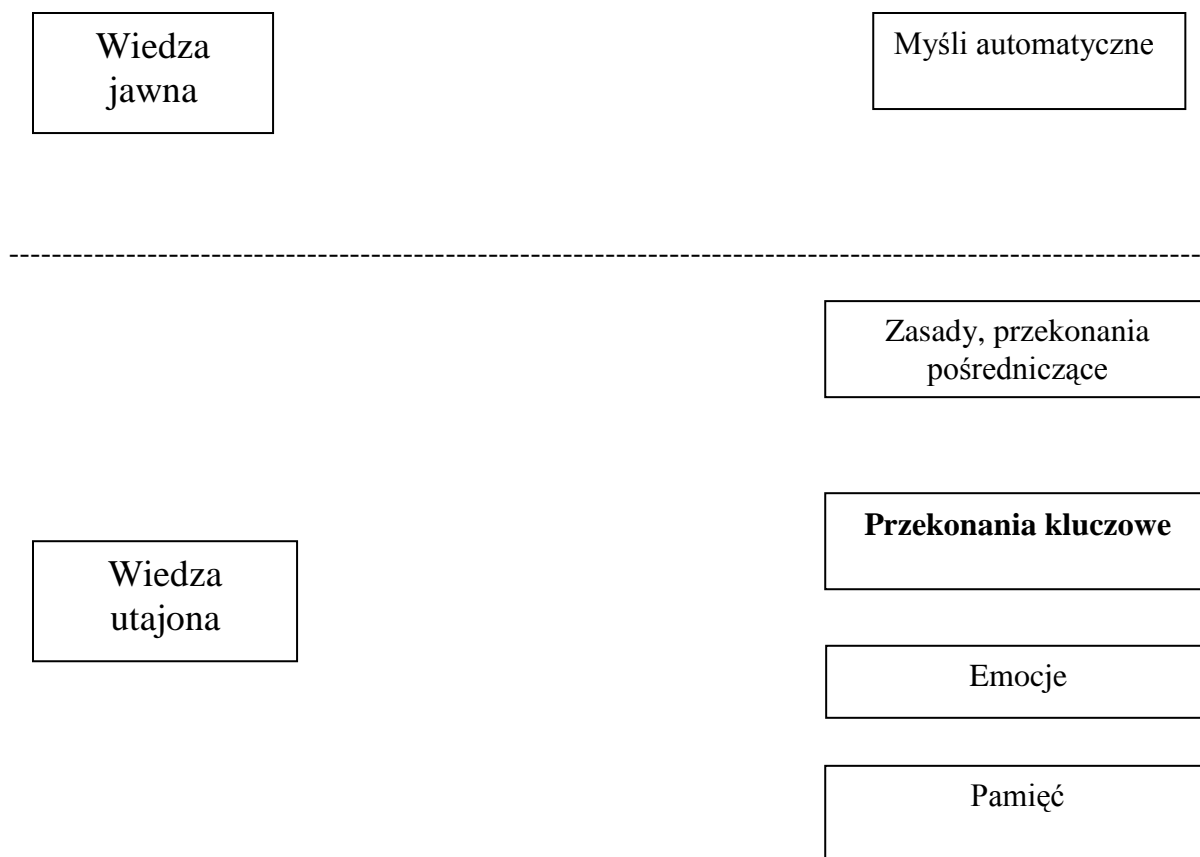 Wiedza
jawna
Myśli automatyczne
Zasady, przekonania
pośredniczące
Przekonania kluczowe
Wiedza
utajona
Emocje
Pamięć